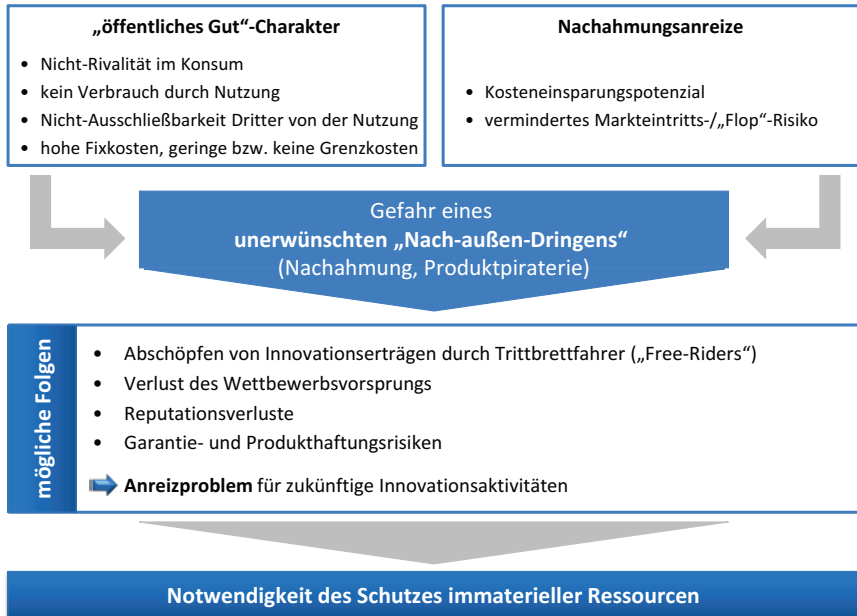 „öffentliches Gut“-Charakter
• Nicht-Rivalität im Konsum
• kein Verbrauch durch Nutzung
• Nicht-Ausschließbarkeit Dritter von der Nutzung
• hohe Fixkosten, geringe bzw. keine Grenzkosten
Nachahmungsanreize
• Kosteneinsparungspotenzial
• vermindertes Markteintritts-/„Flop“-Risiko
Gefahr eines
unerwünschten „Nach-außen-Dringens“
(Nachahmung, Produktpiraterie)
mögliche Folgen
• Abschöpfen von Innovationserträgen durch Trittbrettfahrer („Free-Riders“)
• Verlust des Wettbewerbsvorsprungs
• Reputationsverluste
• Garantie- und Produkthaftungsrisiken
Anreizproblem für zukünftige Innovationsaktivitäten
Notwendigkeit des Schutzes immaterieller Ressourcen